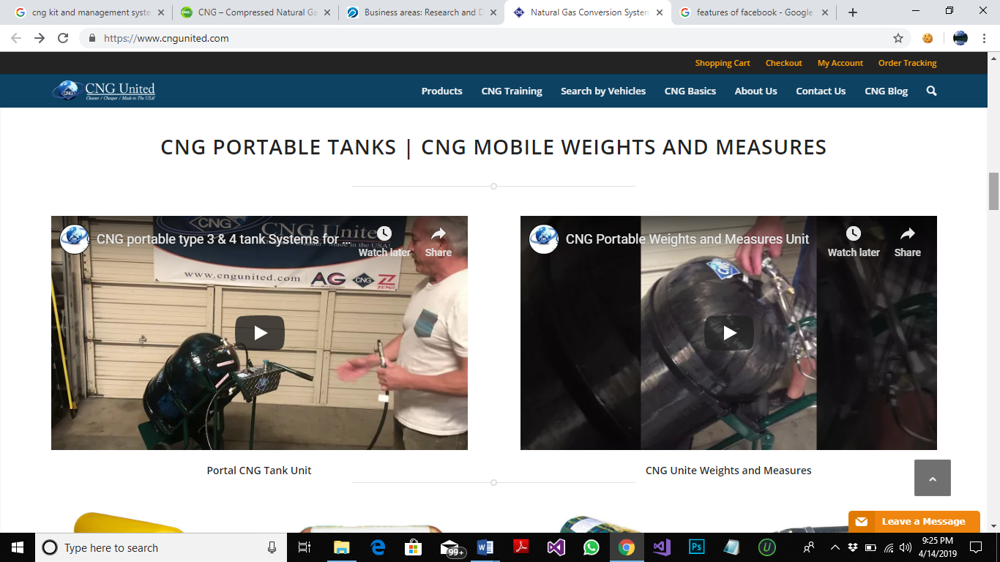 cng kit and management syste
CNG – Compressed Natural Ga
Business areas: Research and D
Natural Gas Conversion System
features of facebook - Google
https://www.cngunited.com
Shopping Cart Checkout My Account Order Tracking
CNG United
Cleaner / Cheaper / Made in The USA!
Products CNG Training Search by Vehicles CNG Basics About Us Contact Us CNG Blog
CNG PORTABLE TANKS | CNG MOBILE WEIGHTS AND MEASURES
CNG portable type 3 & 4 tank Systems for ...
Watch later
Share
CNG
CNG United
Made in the USA!
www.cngunited.com AG CNG Z
ZENIT
CNG Portable Weights and Measures Unit
Watch later
Share
Portal CNG Tank Unit
CNG Unite Weights and Measures
Leave a Message
Type here to search
99+
9:25 PM
4/14/2019